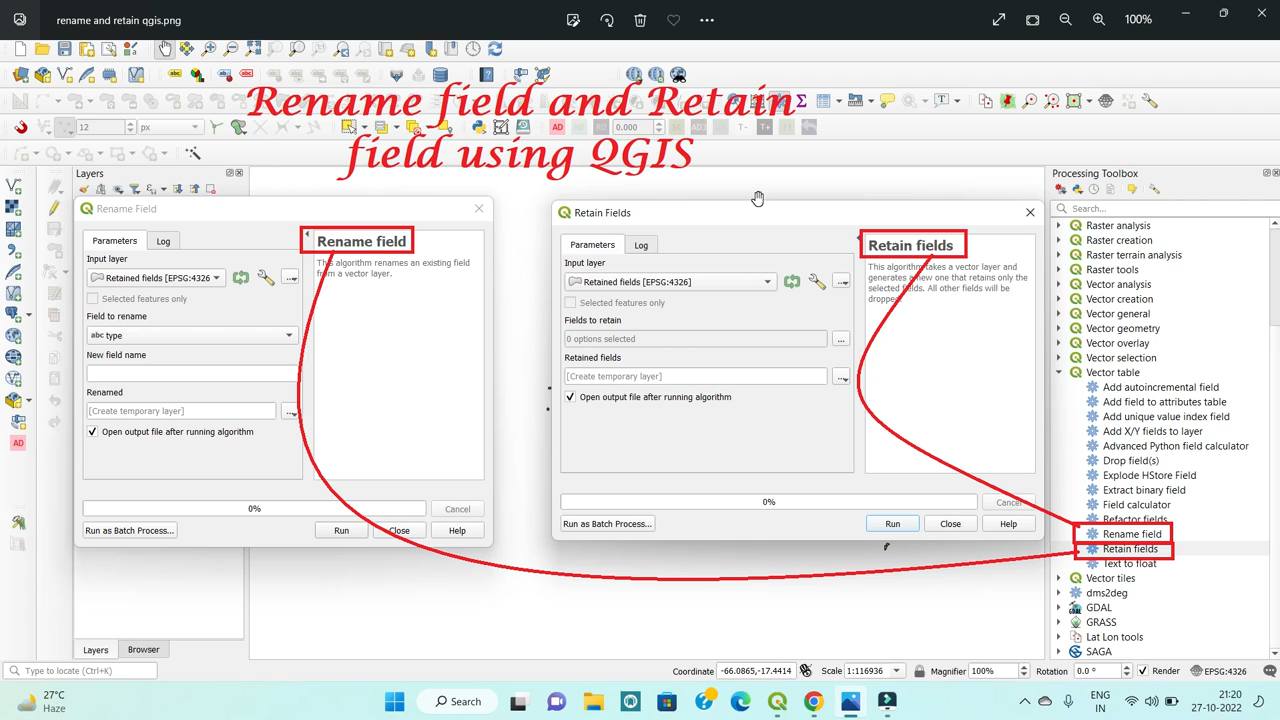 rename and retain qgis.png
100%
Rename field and Retain
field using QGIS
12
px
0.000
Layers
Processing Toolbox
Search...
Rename Field
Parameters
Log
Rename field
Input layer
This algorithm renames an existing field
from a vector layer.
Retained fields [EPSG:4326
Selected features only
Field to rename
abc type
New field name
Renamed
[Create temporary layer]
Open output file after running algorithm
0%
Cancel
Run as Batch Process...
Run
Close
Help
Retain Fields
Parameters
Log
Retain fields
Input layer
This algorithm takes a vector layer and
generates a new one that retains only the
selected fields. All other fields will be
dropped.
Retained fields [EPSG:4326]
Selected features only
Fields to retain
0 options selected
Retained fields
[Create temporary layer]
Open output file after running algorithm
0%
Cancel
Run as Batch Process...
Run
Close
Help
Raster analysis
Raster creation
Raster terrain analysis
Raster tools
Vector analysis
Vector creation
Vector general
Vector geometry
Vector overlay
Vector selection
Vector table
Add autoincremental field
Add field to attributes table
Add unique value index field
Add X/Y fields to layer
Advanced Python field calculator
Drop field(s)
Explode HStore Field
Extract binary field
Field calculator
Refactor fields
Rename field
Retain fields
Text to float
Vector tiles
dms2deg
GDAL
GRASS
Lat Lon tools
SAGA
AD
Layers
Browser
Type to locate (Ctrl+K)
Coordinate -66.0865,-17.4414 Scale 1:116936 Magnifier 100% Rotation 0.0 ° Render EPSG:4326
27°C
Haze
Search
ENG
IN
21:20
27-10-2022